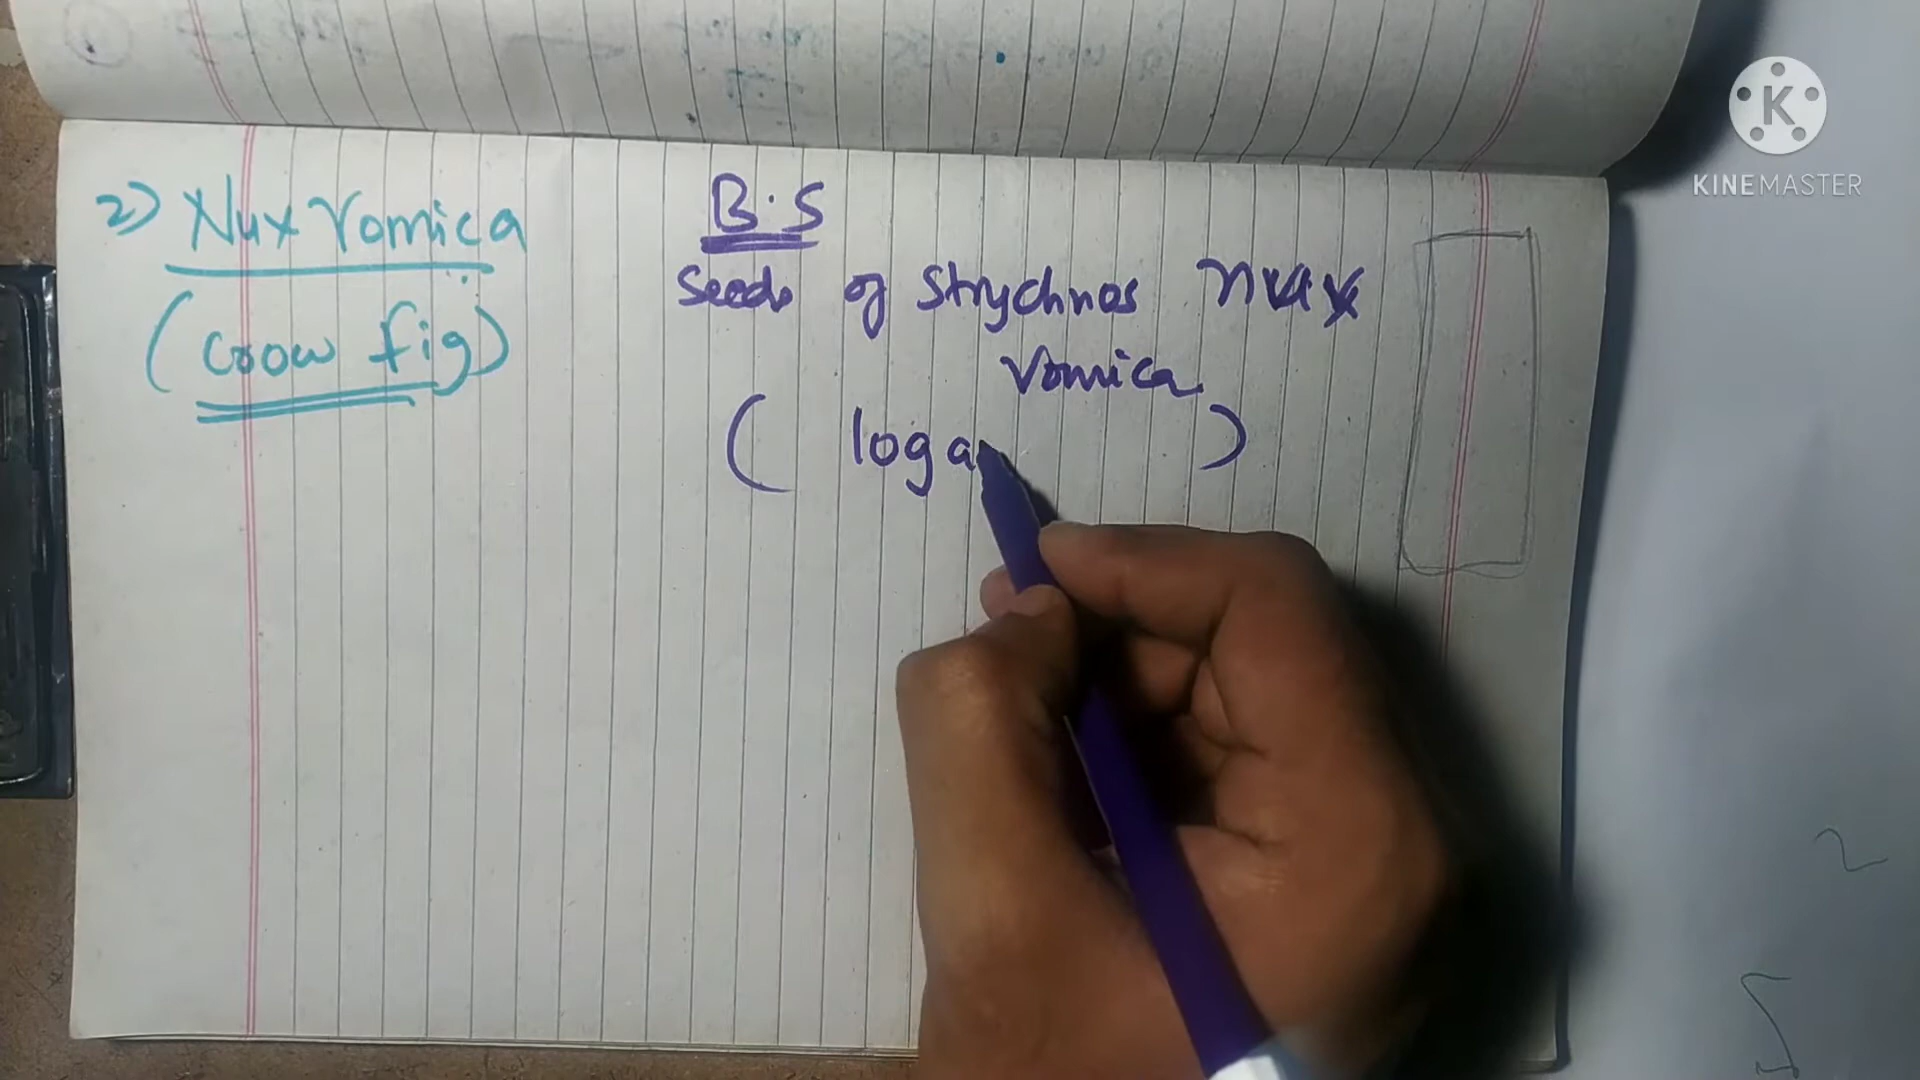 2) Nux Vomica
(Crow fig)
B.S
Seeds of Strychnos nux
Vomica
( loga )
K
KINEMASTER